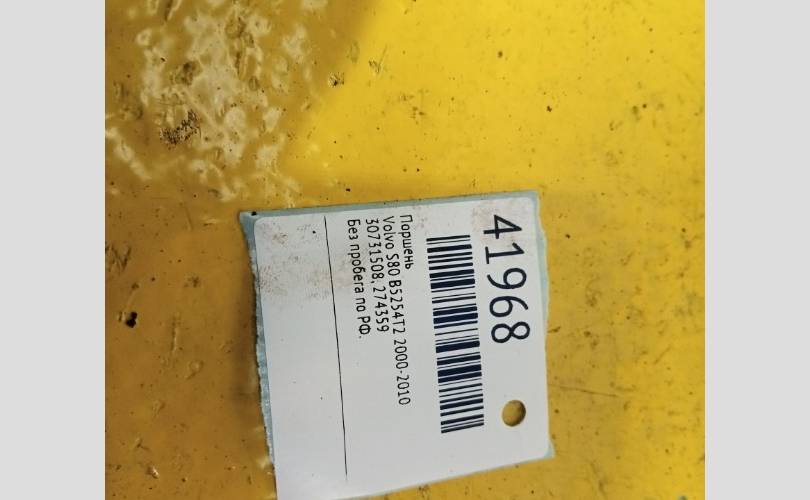 41968
Поршень
Volvo S80 B5254T2 2000-2010
30731508, 274359
Без пробега по РФ.